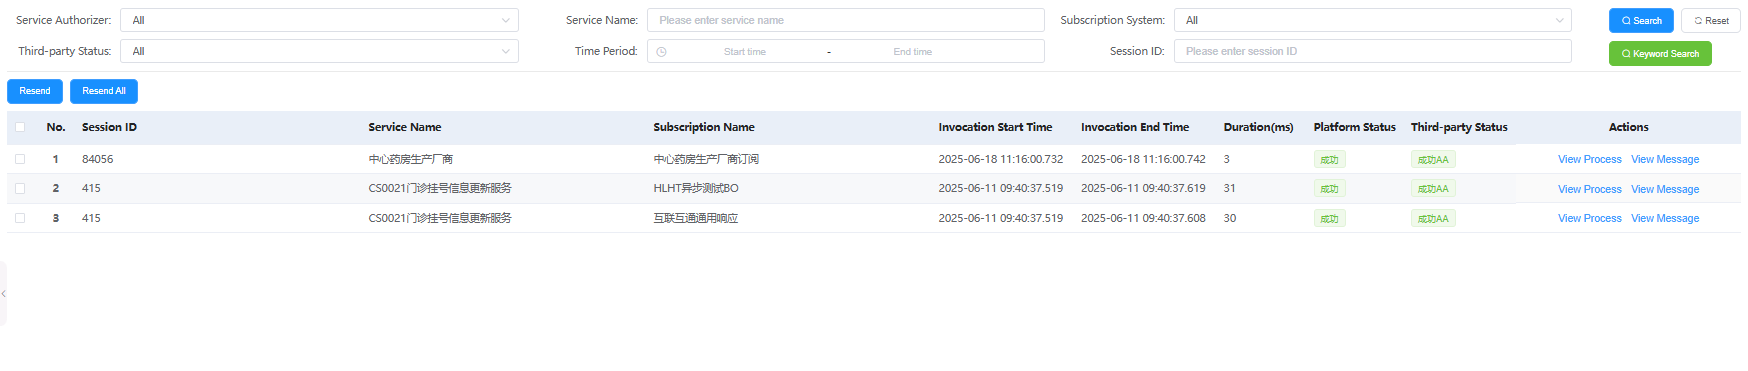 Service Authorizer: All Service Name: Please enter service name Subscription System: All Search Reset
Third-party Status: All Time Period: Start time - End time Session ID: Please enter session ID Keyword Search
Resend Resend All
No. Session ID Service Name Subscription Name Invocation Start Time Invocation End Time Duration(ms) Platform Status Third-party Status Actions
1 84056 中心药房生产厂商 中心药房生产厂商订阅 2025-06-18 11:16:00.732 2025-06-18 11:16:00.742 3 成功 成功AA View Process View Message
2 415 CS0021门诊挂号信息更新服务 HLHT异步测试BO 2025-06-11 09:40:37.519 2025-06-11 09:40:37.619 31 成功 成功AA View Process View Message
3 415 CS0021门诊挂号信息更新服务 互联互通通用响应 2025-06-11 09:40:37.519 2025-06-11 09:40:37.608 30 成功 成功AA View Process View Message